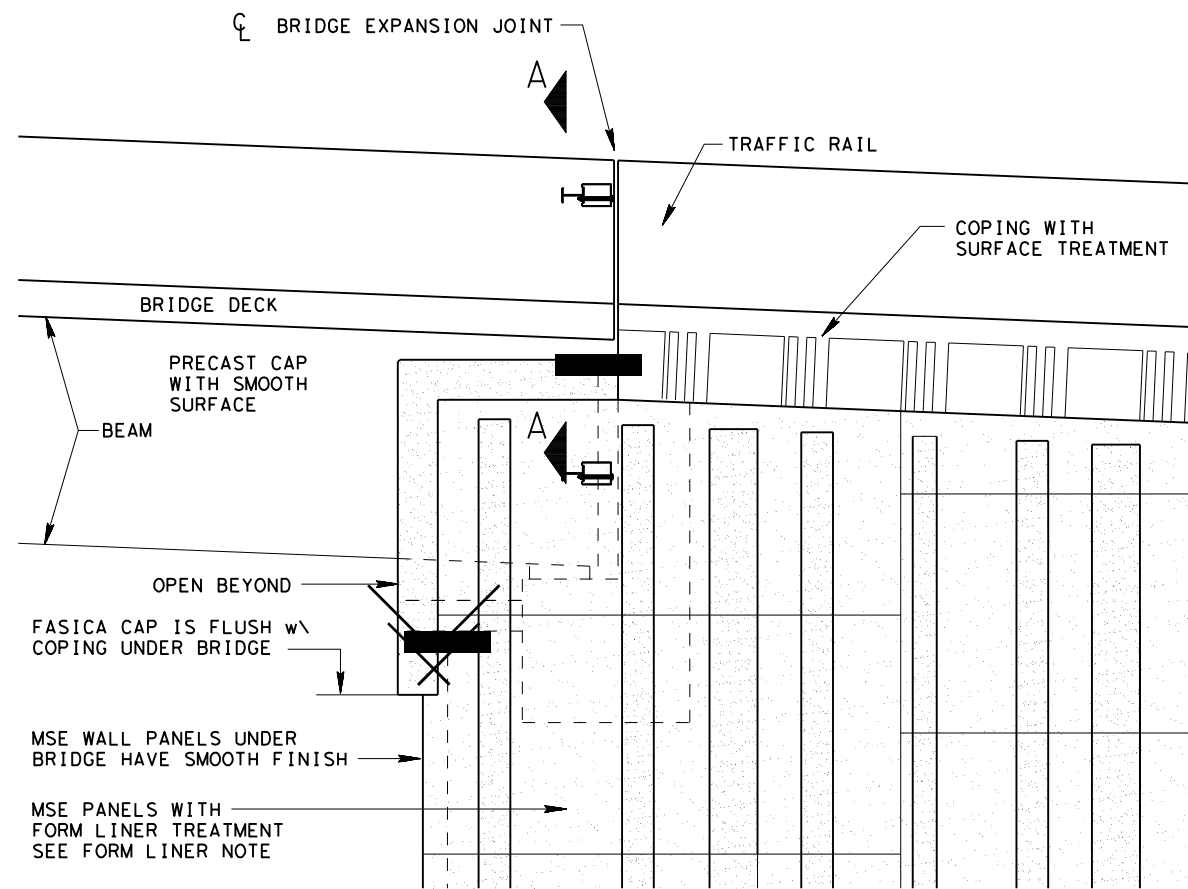 ℄ BRIDGE EXPANSION JOINT
A
TRAFFIC RAIL
COPING WITH
SURFACE TREATMENT
BRIDGE DECK
PRECAST CAP
WITH SMOOTH
SURFACE
BEAM
A
OPEN BEYOND
FASICA CAP IS FLUSH w\
COPING UNDER BRIDGE
MSE WALL PANELS UNDER
BRIDGE HAVE SMOOTH FINISH
MSE PANELS WITH
FORM LINER TREATMENT
SEE FORM LINER NOTE